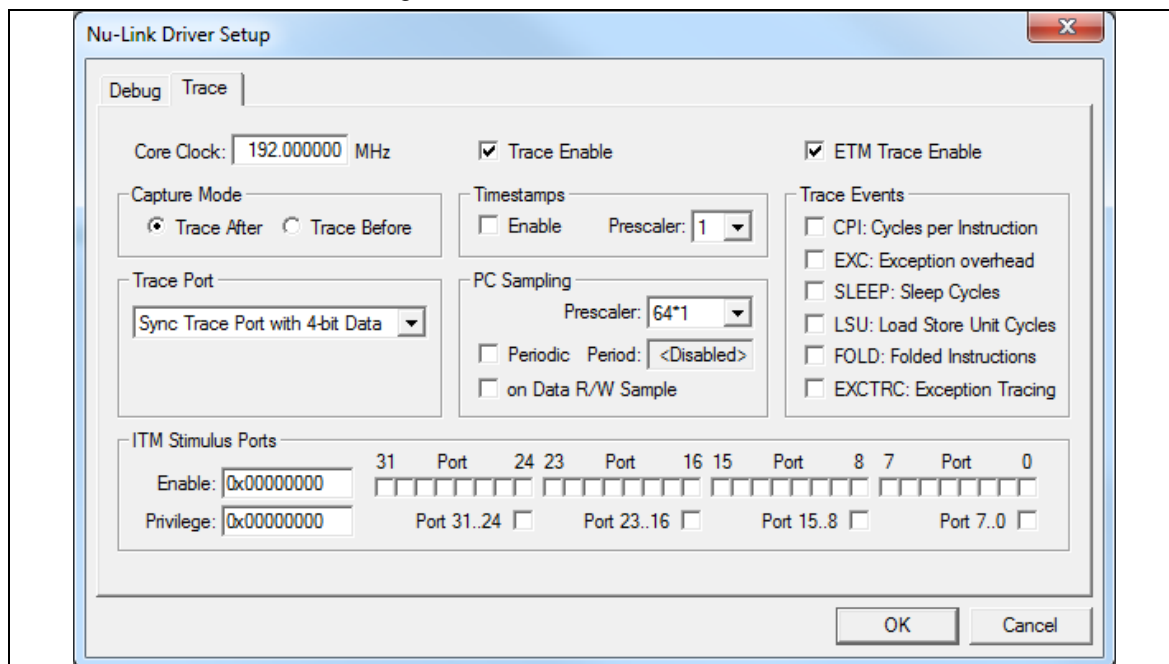 Nu-Link Driver Setup
Debug Trace
Core Clock: 192.000000 MHz Trace Enable ETM Trace Enable
Capture Mode
Trace After Trace Before
Timestamps
Enable Prescaler: 1
Trace Events
CPI: Cycles per Instruction
EXC: Exception overhead
SLEEP: Sleep Cycles
LSU: Load Store Unit Cycles
FOLD: Folded Instructions
EXCTRC: Exception Tracing
Trace Port
Sync Trace Port with 4-bit Data
PC Sampling
Prescaler: 64*1
Periodic Period: <Disabled>
on Data R/W Sample
ITM Stimulus Ports
31 Port 24 23 Port 16 15 Port 8 7 Port 0
Enable: 0x00000000
Privilege: 0x00000000 Port 31..24 Port 23..16 Port 15..8 Port 7..0
OK Cancel